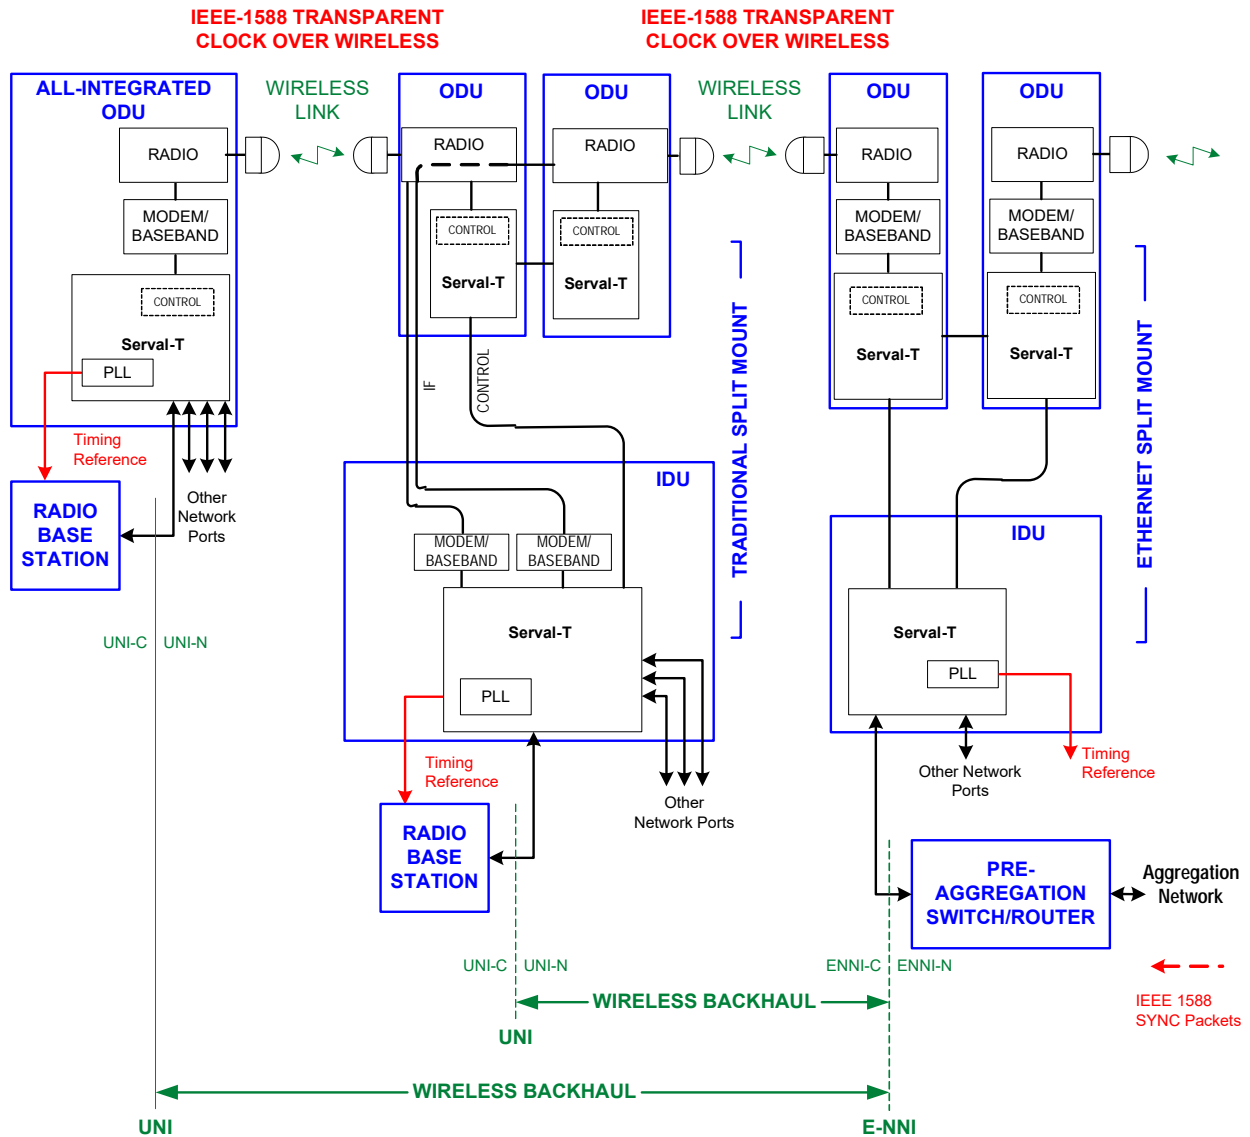 IEEE-1588 TRANSPARENT
CLOCK OVER WIRELESS
IEEE-1588 TRANSPARENT
CLOCK OVER WIRELESS
ALL-INTEGRATED
ODU
WIRELESS
LINK
ODU
ODU
WIRELESS
LINK
ODU
ODU
RADIO
RADIO
RADIO
RADIO
RADIO
MODEM/
BASEBAND
CONTROL
CONTROL
MODEM/
BASEBAND
MODEM/
BASEBAND
CONTROL
Serval-T
Serval-T
CONTROL
CONTROL
Serval-T
PLL
Serval-T
Serval-T
IF
CONTROL
TRADITIONAL SPLIT MOUNT
ETHERNET SPLIT MOUNT
Timing
Reference
Other
Network
Ports
RADIO
BASE
STATION
IDU
MODEM/
BASEBAND
MODEM/
BASEBAND
IDU
UNI-C
UNI-N
Serval-T
PLL
Serval-T
PLL
Timing
Reference
Other
Network Ports
Other Network
Ports
Timing
Reference
RADIO
BASE
STATION
PRE-
AGGREGATION
SWITCH/ROUTER
Aggregation
Network
UNI-C
UNI-N
ENNI-C
ENNI-N
WIRELESS BACKHAUL
IEEE 1588
SYNC Packets
UNI
WIRELESS BACKHAUL
UNI
E-NNI